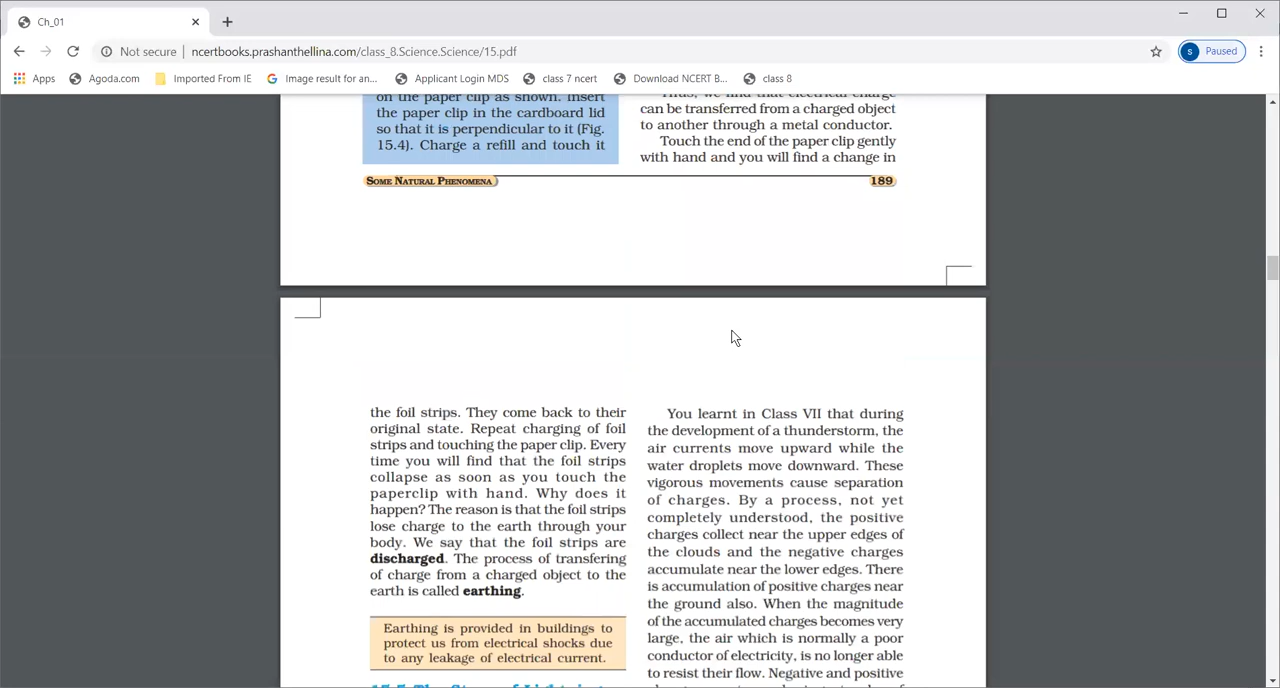 Ch_01
Not secure | ncertbooks.prashanthellina.com/class_8.Science.Science/15.pdf
s Paused
Apps Agoda.com Imported From IE Image result for an... Applicant Login MDS class 7 ncert Download NCERT B... class 8
on the paper clip as shown. Insert
the paper clip in the cardboard lid
so that it is perpendicular to it (Fig.
15.4). Charge a refill and touch it
Thus, we find that electrical charge
can be transferred from a charged object
to another through a metal conductor.
Touch the end of the paper clip gently
with hand and you will find a change in
SOME NATURAL PHENOMENA
189
the foil strips. They come back to their
original state. Repeat charging of foil
strips and touching the paper clip. Every
time you will find that the foil strips
collapse as soon as you touch the
paperclip with hand. Why does it
happen? The reason is that the foil strips
lose charge to the earth through your
body. We say that the foil strips are
discharged. The process of transfering
of charge from a charged object to the
earth is called earthing.
Earthing is provided in buildings to
protect us from electrical shocks due
to any leakage of electrical current.
You learnt in Class VII that during
the development of a thunderstorm, the
air currents move upward while the
water droplets move downward. These
vigorous movements cause separation
of charges. By a process, not yet
completely understood, the positive
charges collect near the upper edges of
the clouds and the negative charges
accumulate near the lower edges. There
is accumulation of positive charges near
the ground also. When the magnitude
of the accumulated charges becomes very
large, the air which is normally a poor
conductor of electricity, is no longer able
to resist their flow. Negative and positive